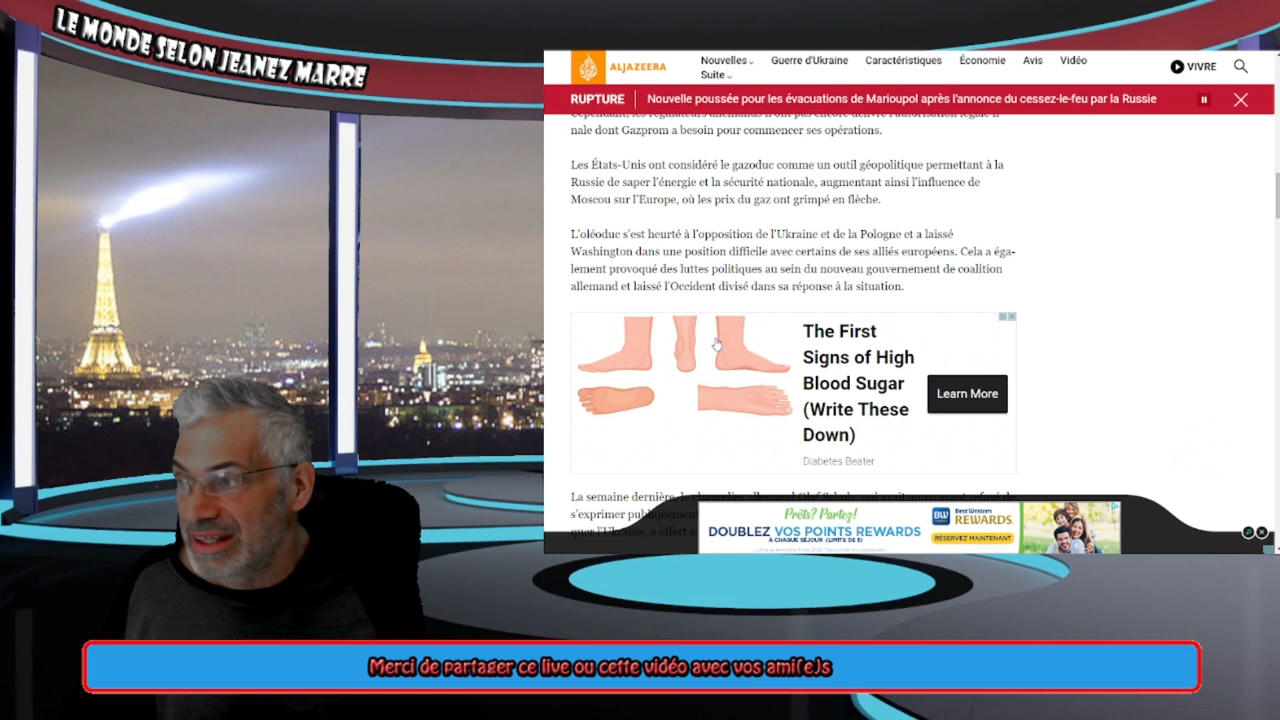 LE MONDE SELON JEANEZ MARRE
ALJAZEERA
Nouvelles
Guerre d'Ukraine
Caractéristiques
Économie
Avis
Vidéo
Suite
VIVRE
RUPTURE
Nouvelle poussée pour les évacuations de Marioupol après l'annonce du cessez-le-feu par la Russie
Cependant, les régulateurs allemands n'ont pas encore délivré l'autorisation légale fi-
nale dont Gazprom a besoin pour commencer ses opérations.
Les États-Unis ont considéré le gazoduc comme un outil géopolitique permettant à la
Russie de saper l'énergie et la sécurité nationale, augmentant ainsi l'influence de
Moscou sur l'Europe, où les prix du gaz ont grimpé en flèche.
L'oléoduc s'est heurté à l'opposition de l'Ukraine et de la Pologne et a laissé
Washington dans une position difficile avec certains de ses alliés européens. Cela a éga-
lement provoqué des luttes politiques au sein du nouveau gouvernement de coalition
allemand et laissé l'Occident divisé dans sa réponse à la situation.
The First
Signs of High
Blood Sugar
(Write These
Down)
Diabetes Beater
Learn More
La semaine dernière, le chancelier allemand Olaf
s'exprimer publiquement
quer l'Ukraine, a offert
Prêts? Partez!
DOUBLEZ VOS POINTS REWARDS
À CHAQUE SÉJOUR (LIMITE DE 5)
BW
Best Western
REWARDS.
RÉSERVEZ MAINTENANT
Merci de partager ce live ou cette vidéo avec vos ami(e)s